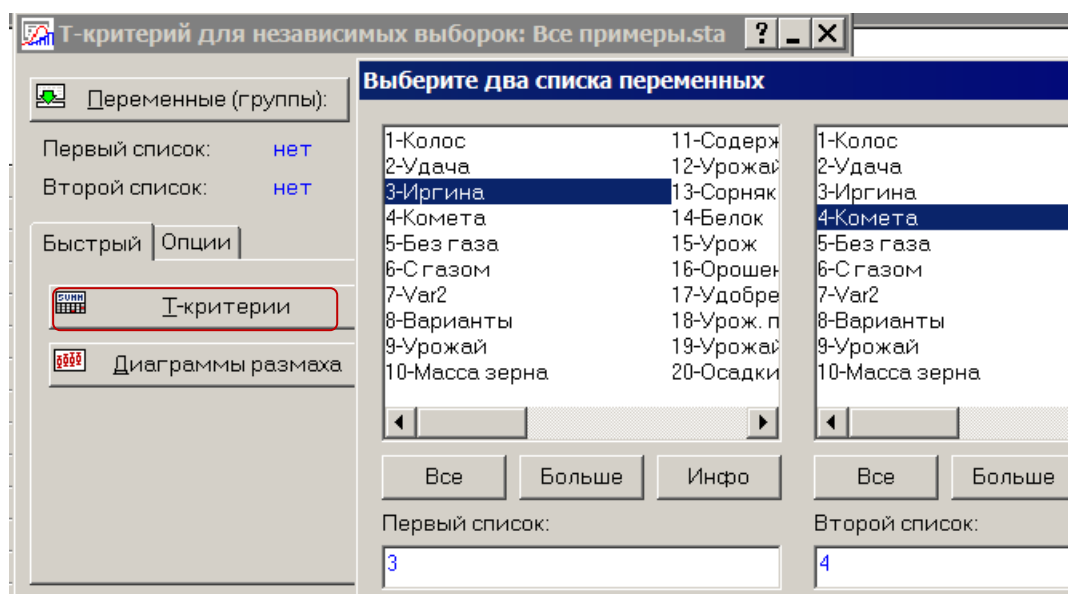 Т-критерий для независимых выборок: Все примеры.sta
Переменные (группы):
Первый список: нет
Второй список: нет
Быстрый Опции
SUMM Т-критерии
Диаграммы размаха
Выберите два списка переменных
1-Колос
2-Удача
3-Иргина
4-Комета
5-Без газа
6-С газом
7-Var2
8-Варианты
9-Урожай
10-Масса зерна
11-Содерж
12-Урожай
13-Сорняк
14-Белок
15-Урож
16-Орошен
17-Удобре
18-Урож. п
19-Урожай
20-Осадки
Все Больше Инфо
Первый список:
3
1-Колос
2-Удача
3-Иргина
4-Комета
5-Без газа
6-С газом
7-Var2
8-Варианты
9-Урожай
10-Масса зерна
Все Больше
Второй список:
4